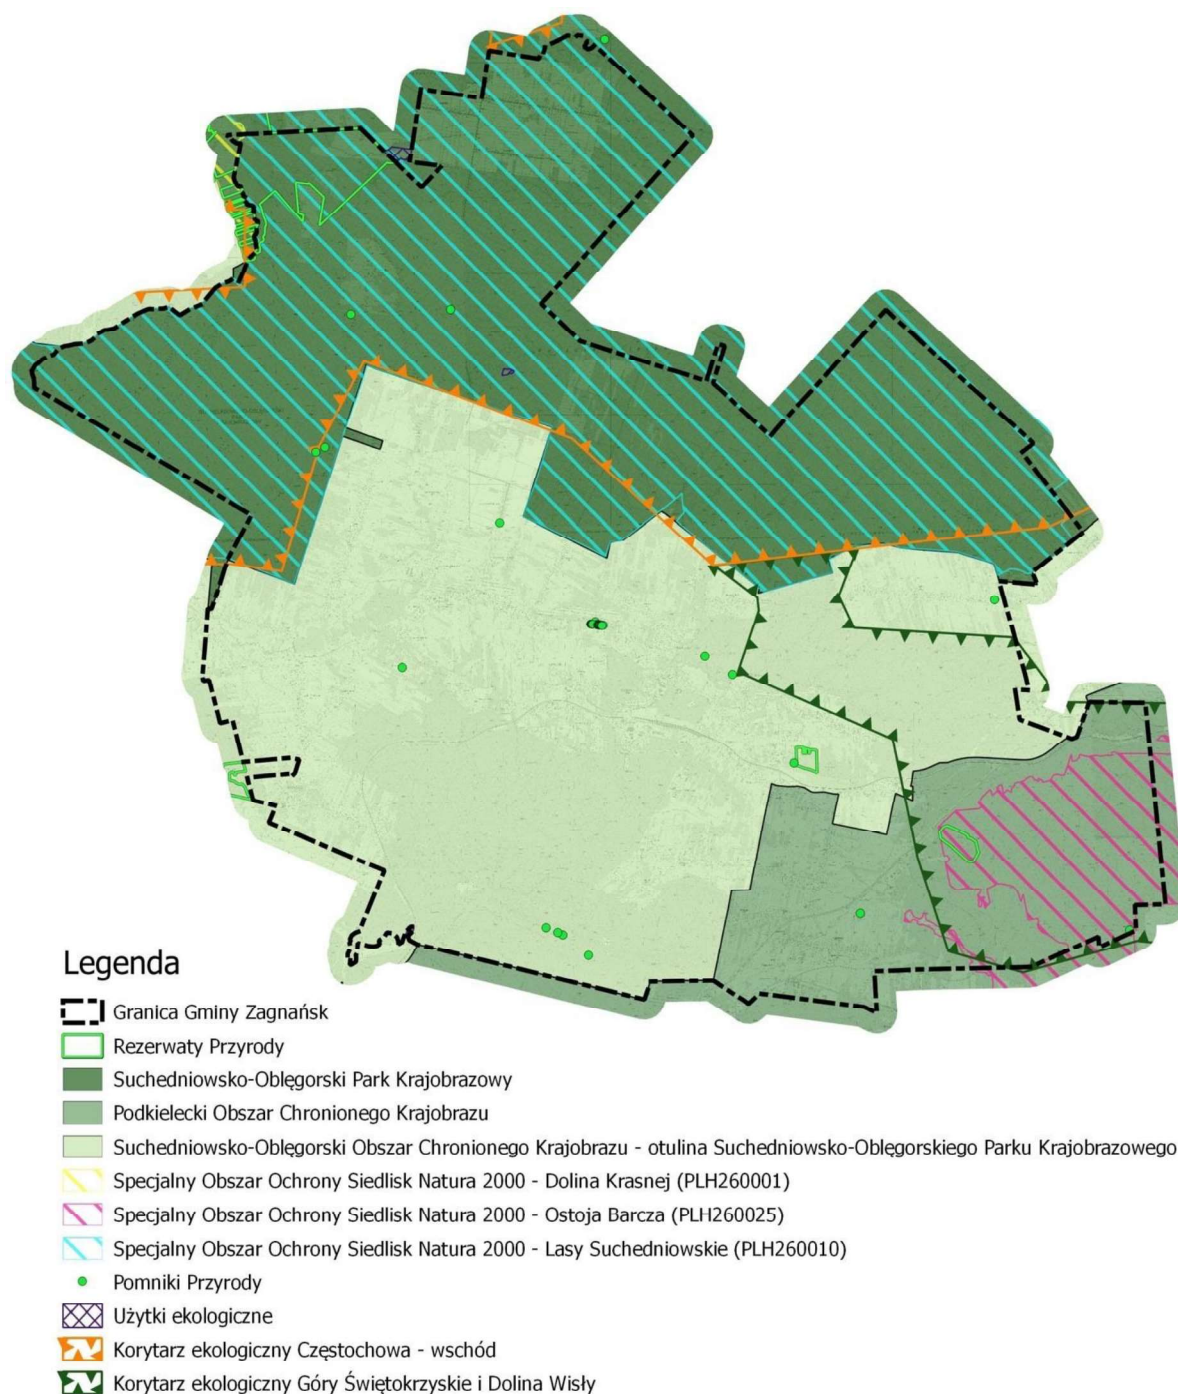 Legenda
Granica Gminy Zagnańsk
Rezerwaty Przyrody
Suchedniowsko-Oblęgorski Park Krajobrazowy
Podkielecki Obszar Chronionego Krajobrazu
Suchedniowsko-Oblęgorski Obszar Chronionego Krajobrazu - otulina Suchedniowsko-Oblęgorskiego Parku Krajobrazowego
Specjalny Obszar Ochrony Siedlisk Natura 2000 - Dolina Krasnej (PLH260001)
Specjalny Obszar Ochrony Siedlisk Natura 2000 - Ostoja Barcza (PLH260025)
Specjalny Obszar Ochrony Siedlisk Natura 2000 - Lasy Suchedniowskie (PLH260010)
Pomniki Przyrody
Użytki ekologiczne
Korytarz ekologiczny Częstochowa - wschód
Korytarz ekologiczny Góry Świętokrzyskie i Dolina Wisły